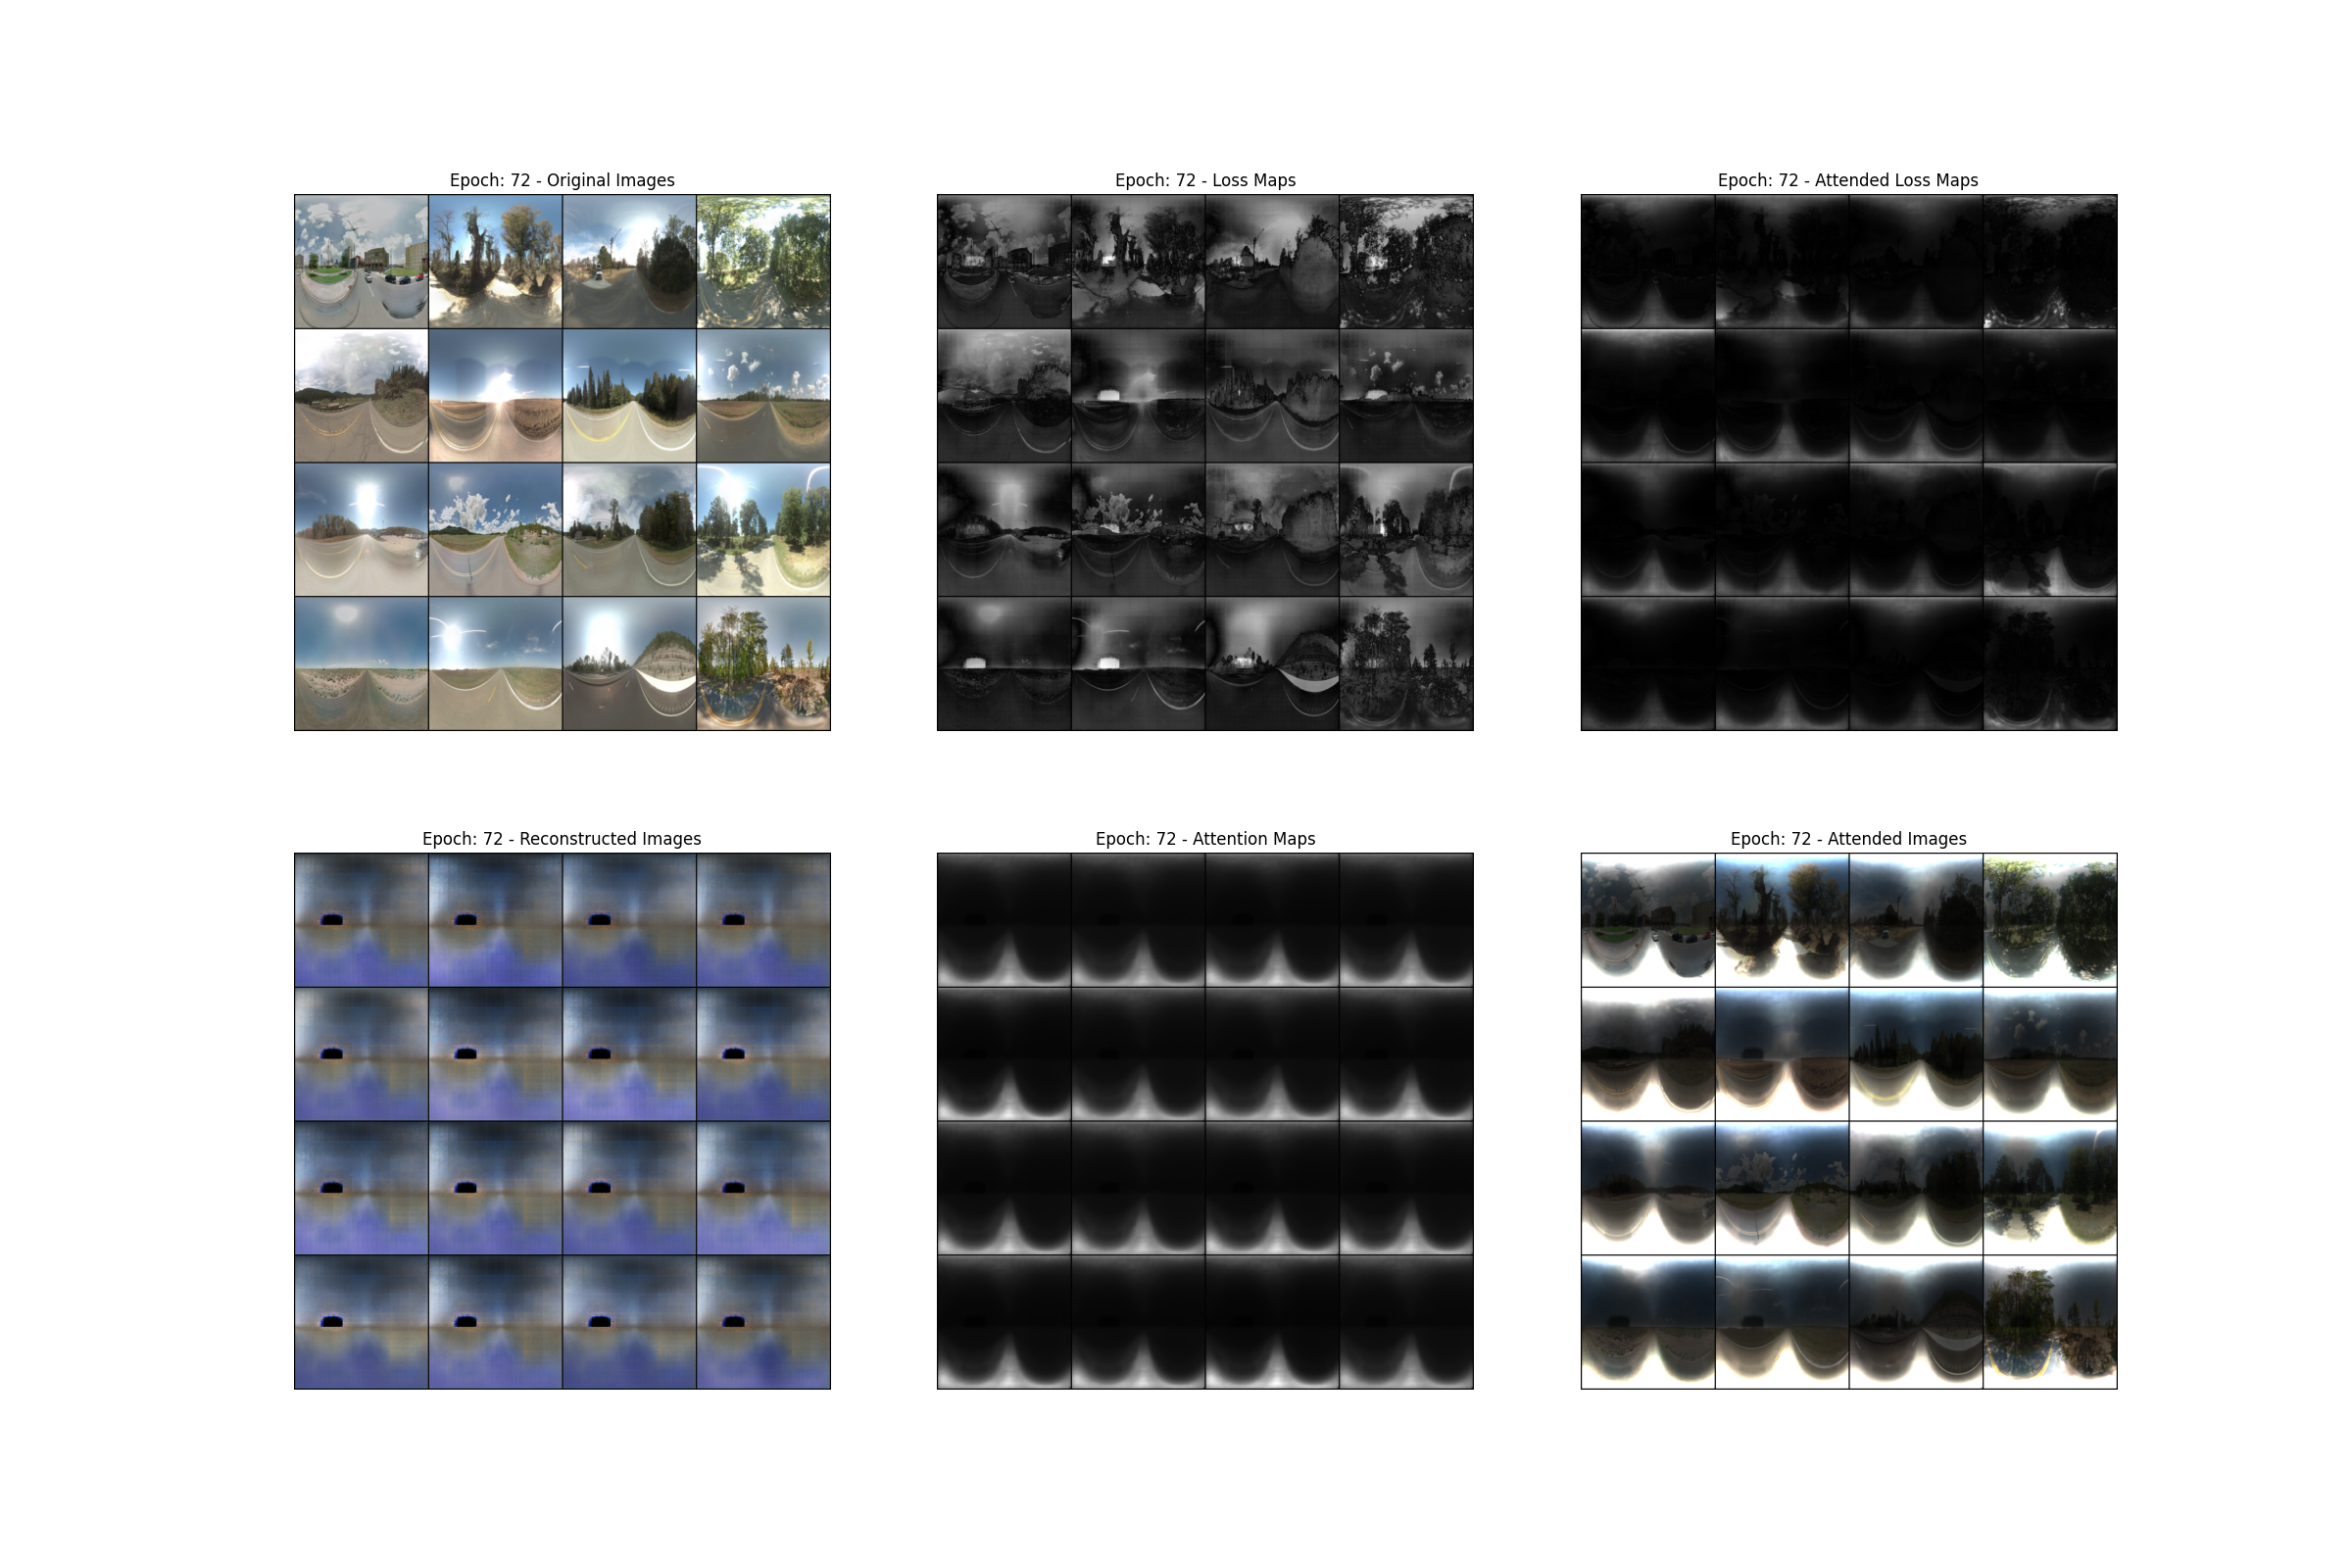 Epoch: 72 - Original Images
Epoch: 72 - Loss Maps
Epoch: 72 - Attended Loss Maps
Epoch: 72 - Reconstructed Images
Epoch: 72 - Attention Maps
Epoch: 72 - Attended Images